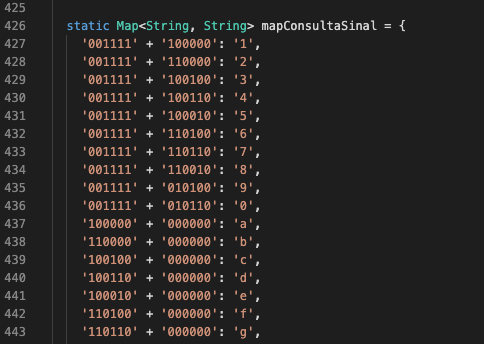 425
426 static Map<String, String> mapConsultaSinal = {
427 '001111' + '100000': '1',
428 '001111' + '110000': '2',
429 '001111' + '100100': '3',
430 '001111' + '100110': '4',
431 '001111' + '100010': '5',
432 '001111' + '110100': '6',
433 '001111' + '110110': '7',
434 '001111' + '110010': '8',
435 '001111' + '010100': '9',
436 '001111' + '010110': '0',
437 '100000' + '000000': 'a',
438 '110000' + '000000': 'b',
439 '100100' + '000000': 'c',
440 '100110' + '000000': 'd',
441 '100010' + '000000': 'e',
442 '110100' + '000000': 'f',
443 '110110' + '000000': 'g',